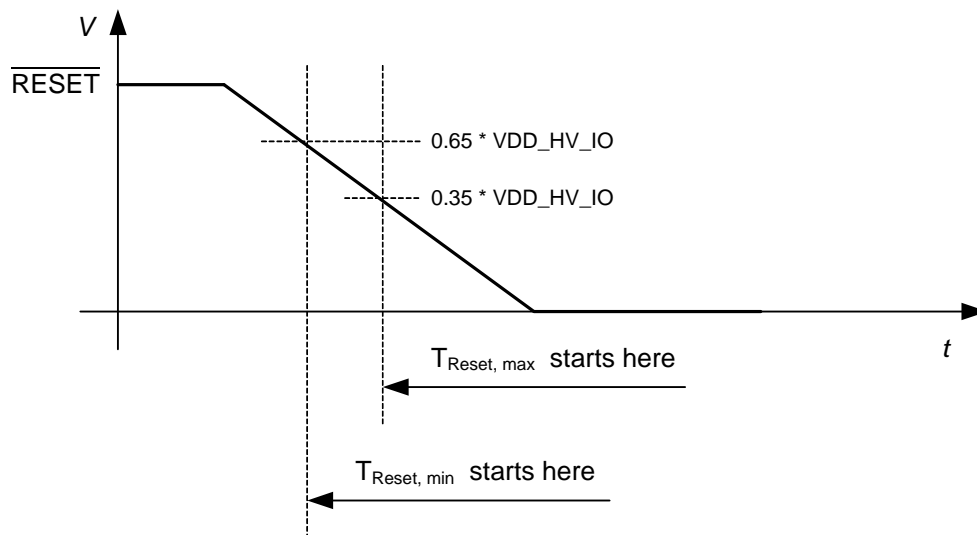 V
RESET
0.65 * VDD_HV_IO
0.35 * VDD_HV_IO
t
TReset, max starts here
TReset, min starts here